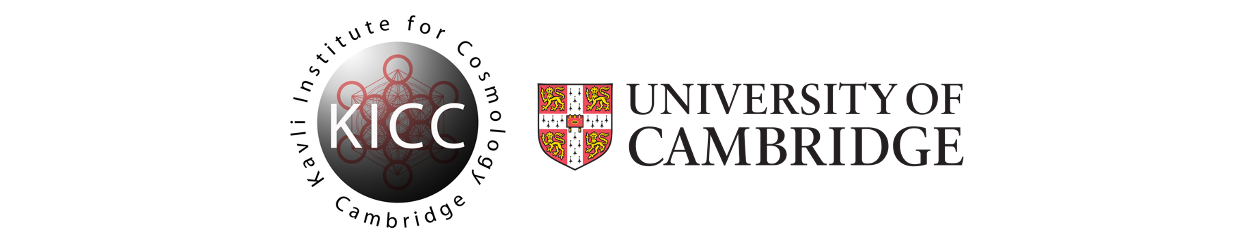 Kavli Institute for Cosmology Cambridge
KICC
UNIVERSITY OF
CAMBRIDGE